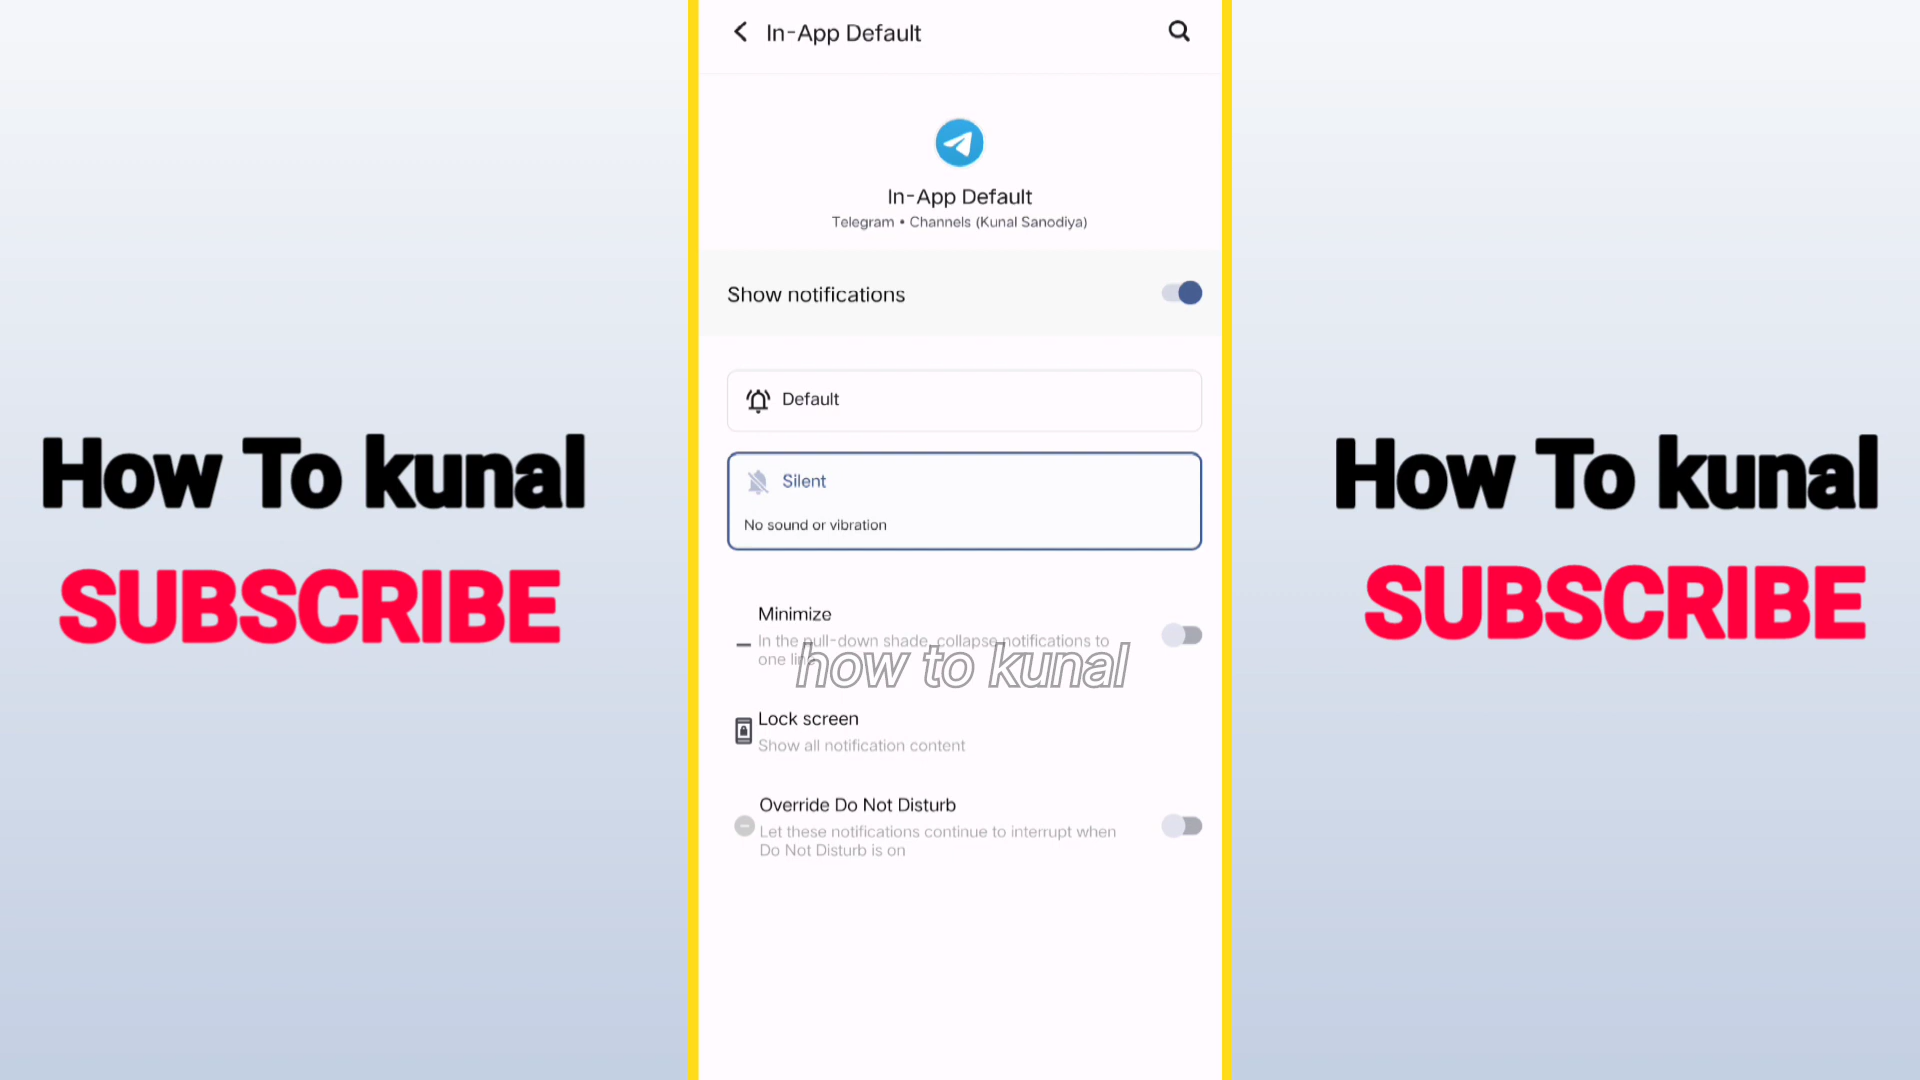 In-App Default
In-App Default
Telegram • Channels (Kunal Sanodiya)
Show notifications
Default
Silent
No sound or vibration
Minimize
In the pull-down shade, collapse notifications to
one line
how to kunal
Lock screen
Show all notification content
Override Do Not Disturb
Let these notifications continue to interrupt when
Do Not Disturb is on
How To kunal
SUBSCRIBE
How To kunal
SUBSCRIBE